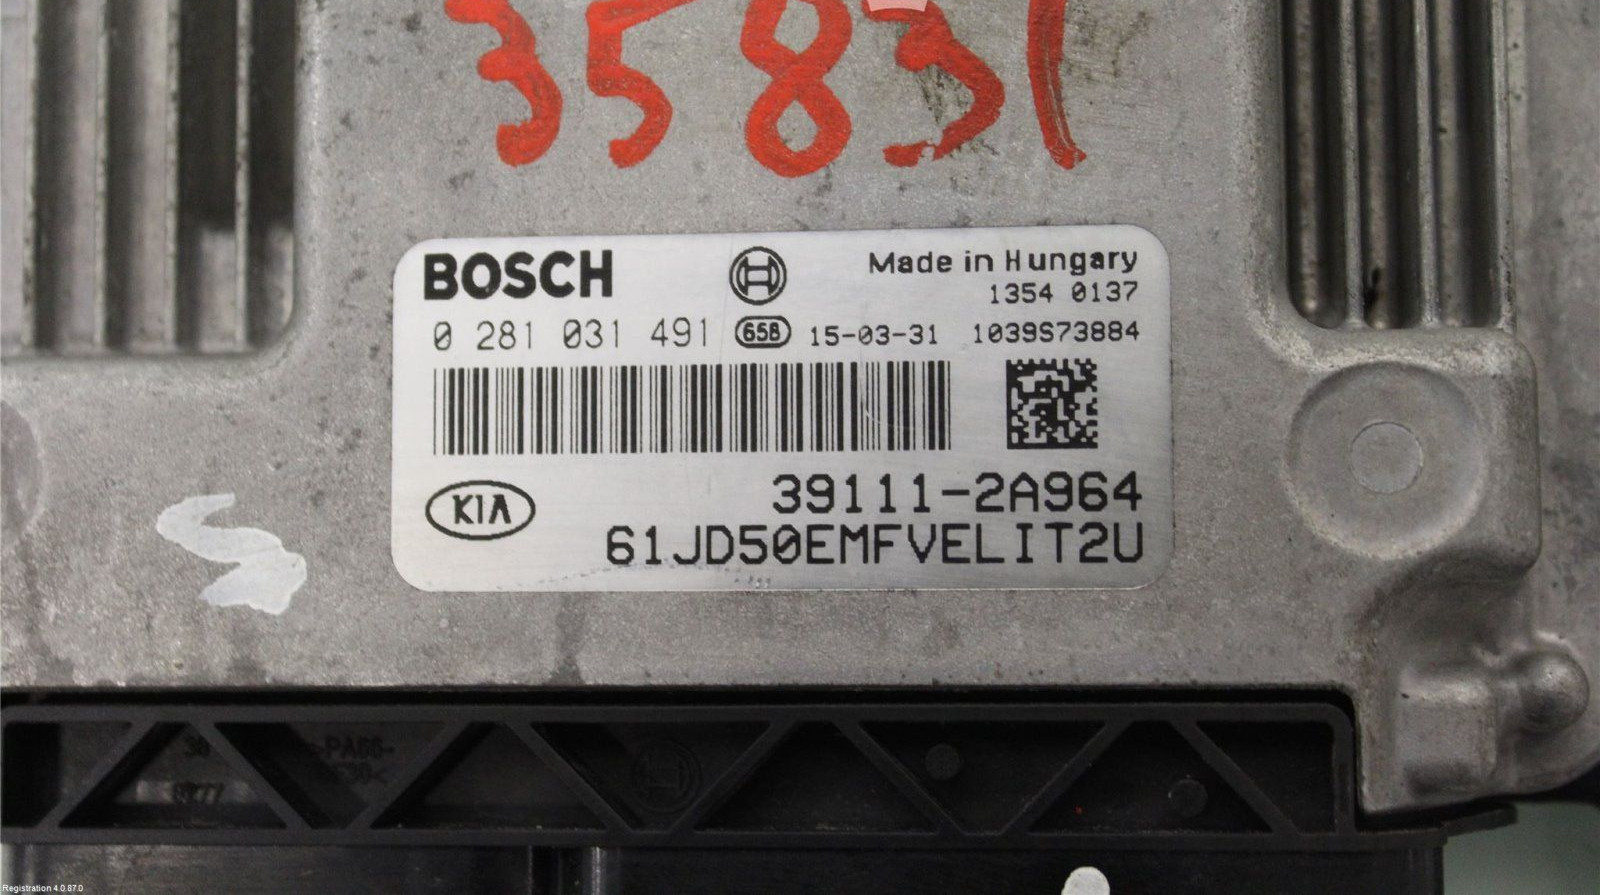 35831
BOSCH
Made in Hungary
1354 0137
0 281 031 491 658 15-03-31 1039S73884
39111-2A964
KIA
61JD50EMFVELIT2U
PA66-
Registration 4.0.87.0